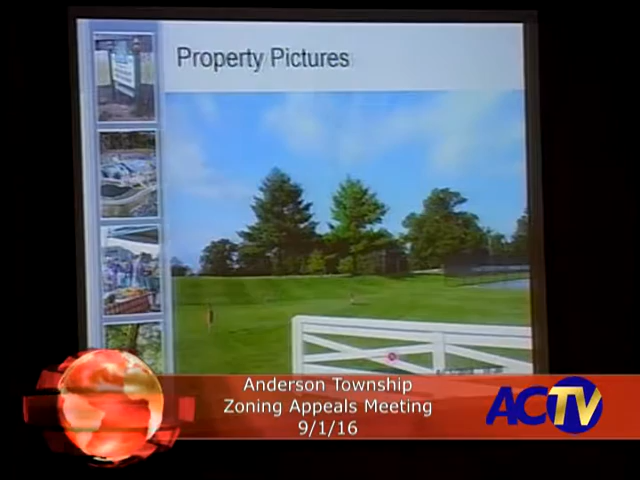 Property Pictures
Anderson Township
Zoning Appeals Meeting
9/1/16
ACTV